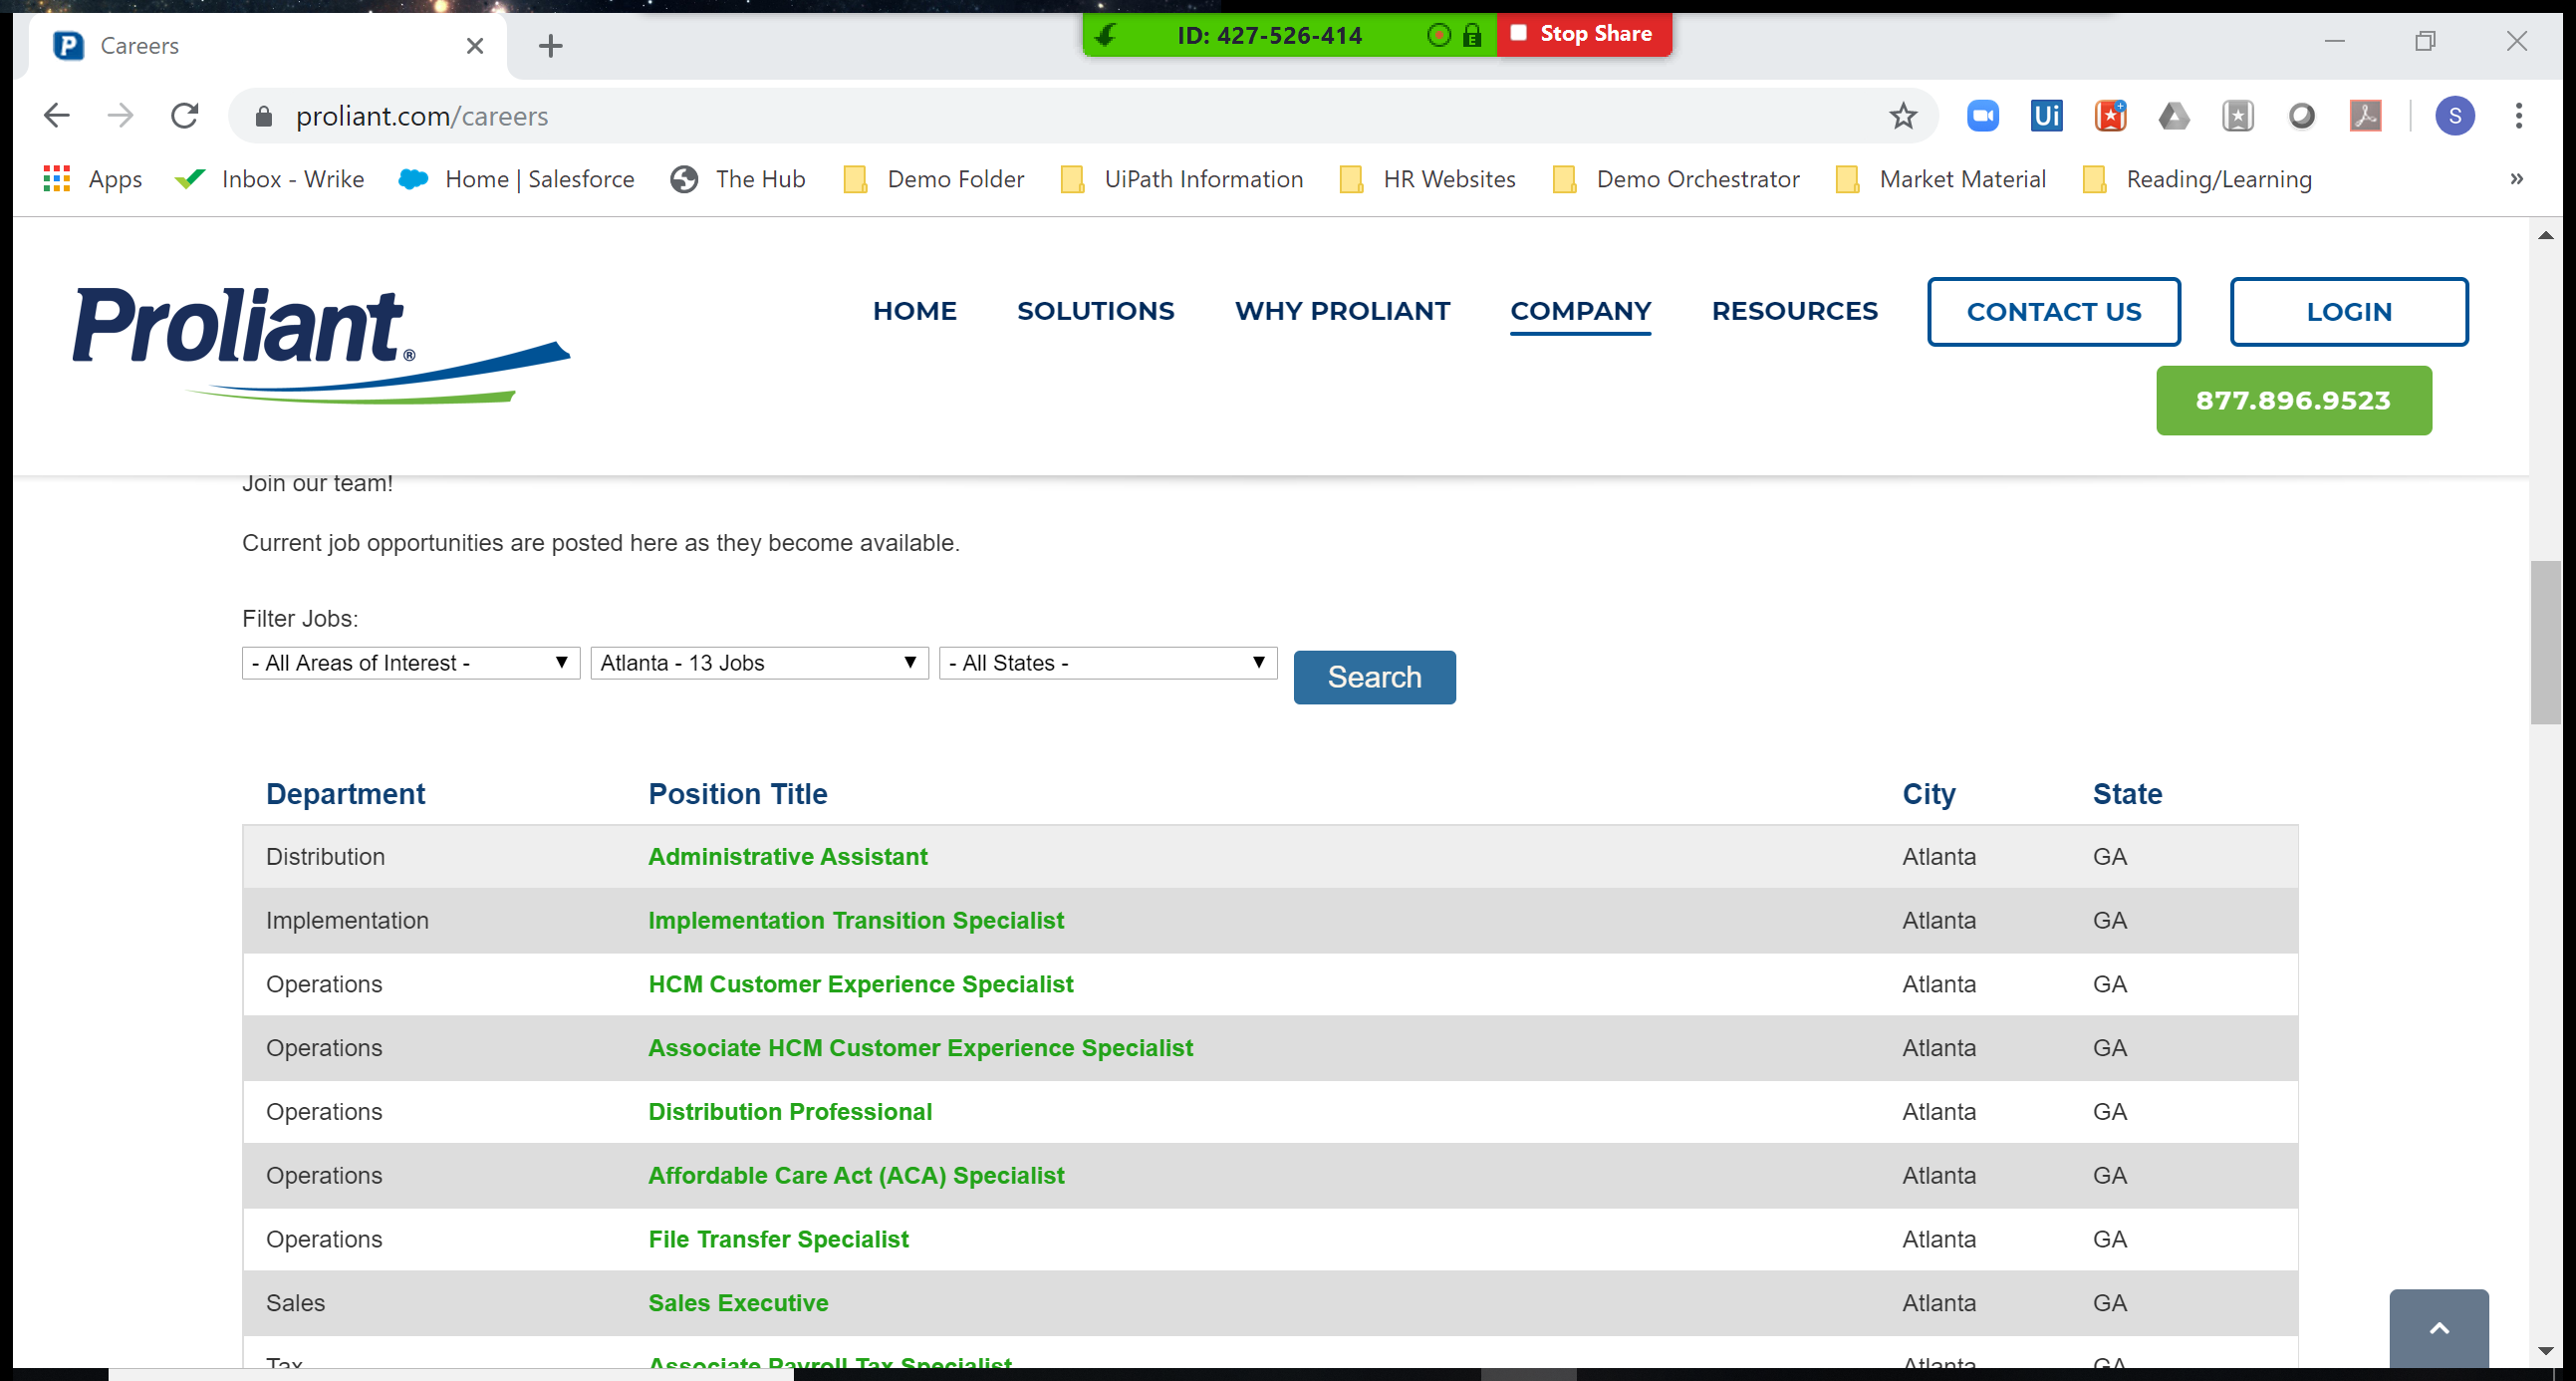 Careers
ID: 427-526-414
Stop Share
proliant.com/careers
Ui
S
Apps
Inbox - Wrike
Home | Salesforce
The Hub
Demo Folder
UiPath Information
HR Websites
Demo Orchestrator
Market Material
Reading/Learning
»
Proliant®
HOME
SOLUTIONS
WHY PROLIANT
COMPANY
RESOURCES
CONTACT US
LOGIN
877.896.9523
Join our team!
Current job opportunities are posted here as they become available.
Filter Jobs:
- All Areas of Interest -
Atlanta - 13 Jobs
- All States -
Search
Department Position Title City State
Distribution Administrative Assistant Atlanta GA
Implementation Implementation Transition Specialist Atlanta GA
Operations HCM Customer Experience Specialist Atlanta GA
Operations Associate HCM Customer Experience Specialist Atlanta GA
Operations Distribution Professional Atlanta GA
Operations Affordable Care Act (ACA) Specialist Atlanta GA
Operations File Transfer Specialist Atlanta GA
Sales Sales Executive Atlanta GA
Tax Associate Payroll Tax Specialist Atlanta GA